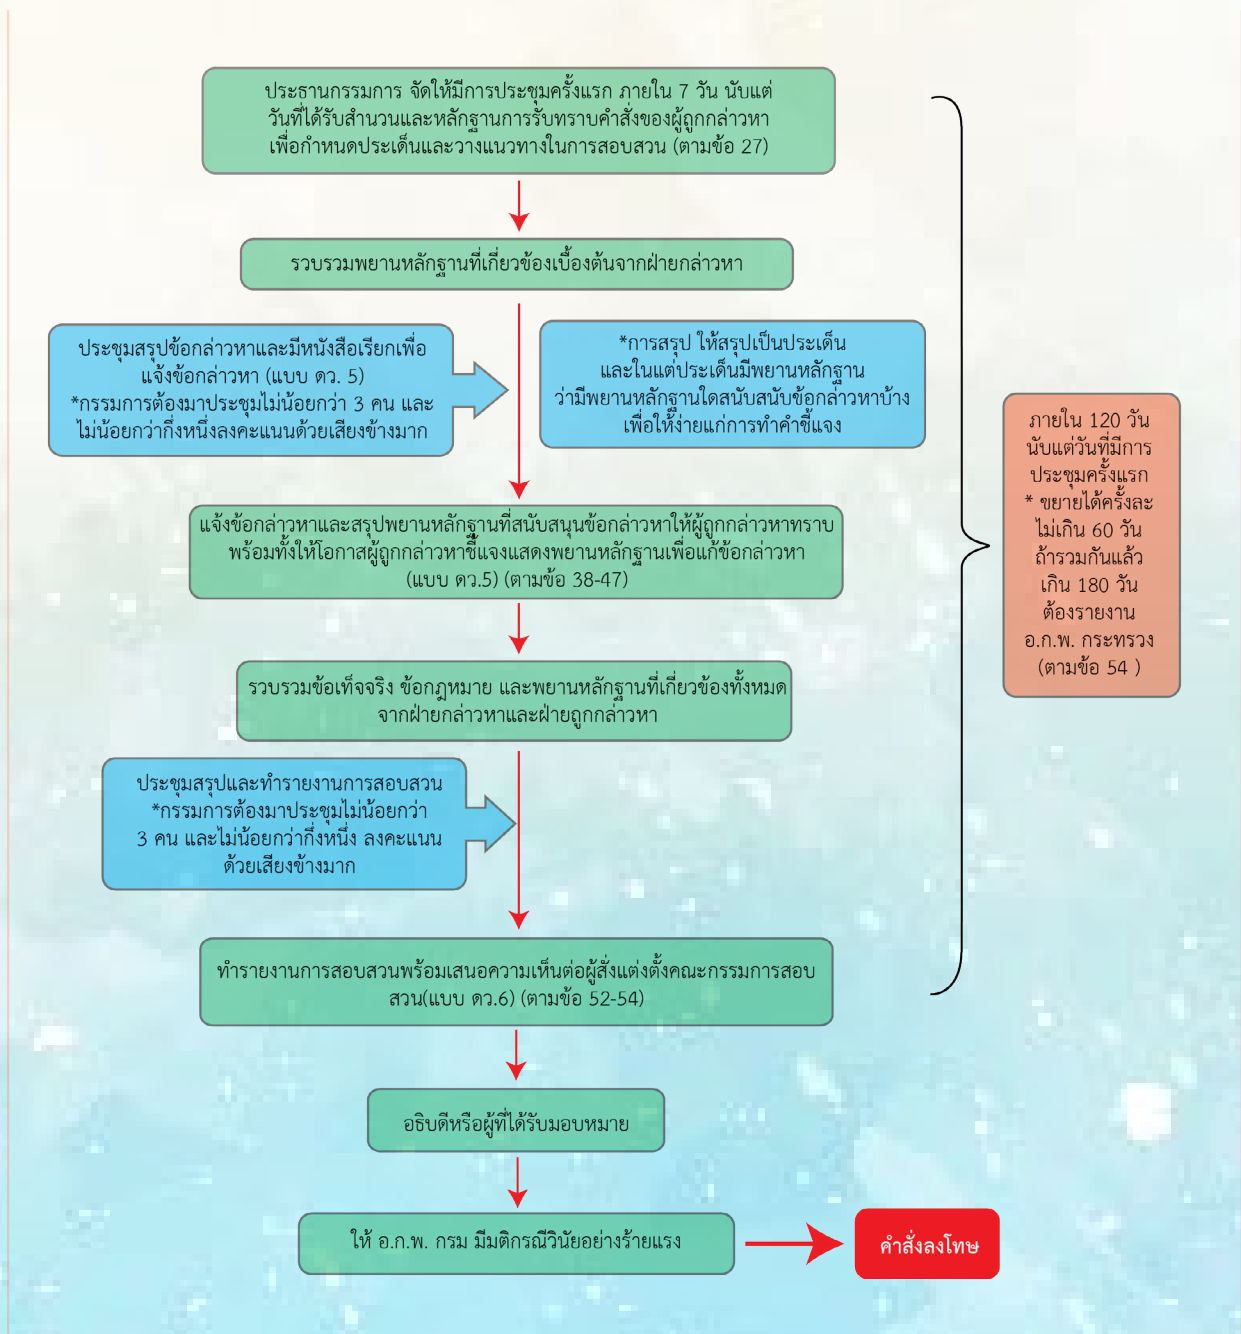 ประธานกรรมการ จัดให้มีการประชุมครั้งแรก ภายใน 7 วัน นับแต่
วันที่ได้รับสำนวนและหลักฐานการรับทราบคำสั่งของผู้ถูกกล่าวหา
เพื่อกำหนดประเด็นและวางแนวทางในการสอบสวน (ตามข้อ 27)
รวบรวมพยานหลักฐานที่เกี่ยวข้องเบื้องต้นจากฝ่ายกล่าวหา
ประชุมสรุปข้อกล่าวหาและมีหนังสือเรียกเพื่อ
แจ้งข้อกล่าวหา (แบบ ดว. 5)
*กรรมการต้องมาประชุมไม่น้อยกว่า 3 คน และ
ไม่น้อยกว่ากึ่งหนึ่งลงคะแนนด้วยเสียงข้างมาก
*การสรุป ให้สรุปเป็นประเด็น
และในแต่ประเด็นมีพยานหลักฐาน
ว่ามีพยานหลักฐานใดสนับสนับข้อกล่าวหาบ้าง
เพื่อให้ง่ายแก่การทำคำชี้แจง
แจ้งข้อกล่าวหาและสรุปพยานหลักฐานที่สนับสนุนข้อกล่าวหาให้ผู้ถูกกล่าวหาทราบ
พร้อมทั้งให้โอกาสผู้ถูกกล่าวหาชี้แจงแสดงพยานหลักฐานเพื่อแก้ข้อกล่าวหา
(แบบ ดว.5) (ตามข้อ 38-47)
รวบรวมข้อเท็จจริง ข้อกฎหมาย และพยานหลักฐานที่เกี่ยวข้องทั้งหมด
จากฝ่ายกล่าวหาและฝ่ายถูกกล่าวหา
ประชุมสรุปและทำรายงานการสอบสวน
*กรรมการต้องมาประชุมไม่น้อยกว่า
3 คน และไม่น้อยกว่ากึ่งหนึ่ง ลงคะแนน
ด้วยเสียงข้างมาก
ทำรายงานการสอบสวนพร้อมเสนอความเห็นต่อผู้สั่งแต่งตั้งคณะกรรมการสอบ
สวน(แบบ ดว.6) (ตามข้อ 52-54)
อธิบดีหรือผู้ที่ได้รับมอบหมาย
ให้ อ.ก.พ. กรม มีมติกรณีวินัยอย่างร้ายแรง
คำสั่งลงโทษ
ภายใน 120 วัน
นับแต่วันที่มีการ
ประชุมครั้งแรก
* ขยายได้ครั้งละ
ไม่เกิน 60 วัน
ถ้ารวมกันแล้ว
เกิน 180 วัน
ต้องรายงาน
อ.ก.พ. กระทรวง
(ตามข้อ 54 )